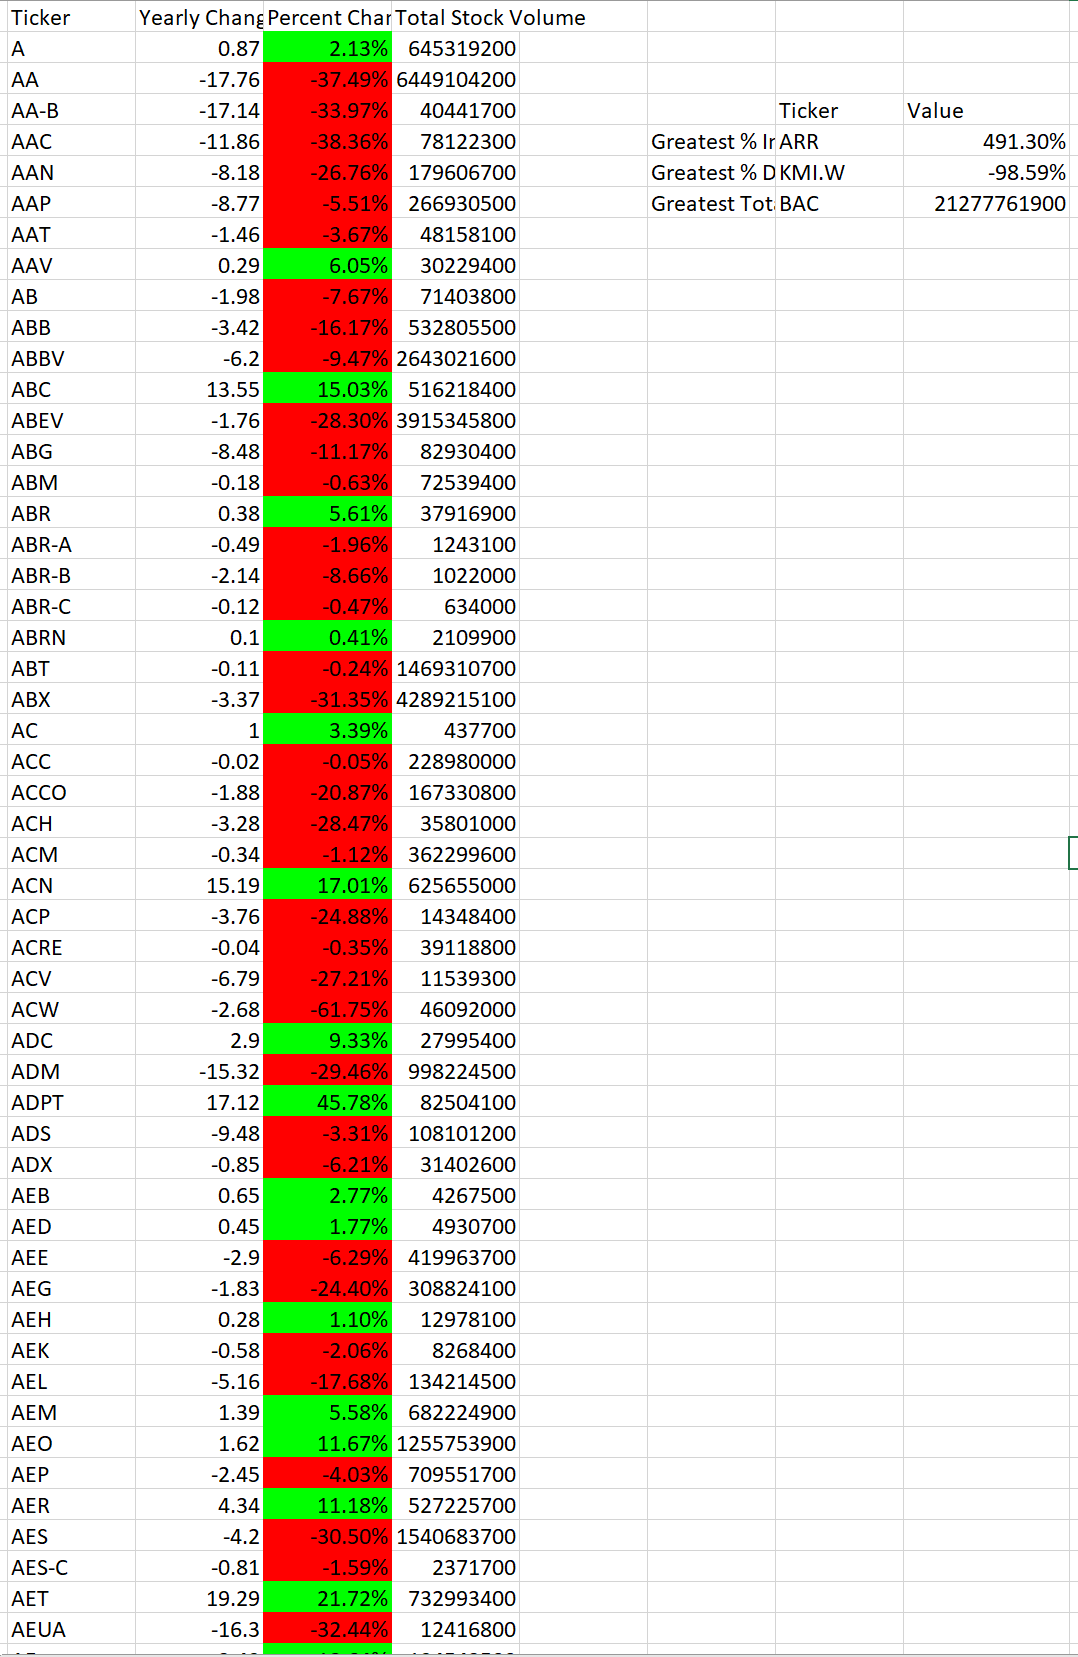 Ticker Yearly Chang Percent Char Total Stock Volume
A 0.87 2.13% 645319200
AA -17.76 -37.49% 6449104200
AA-B -17.14 -33.97% 40441700 Ticker Value
AAC -11.86 -38.36% 78122300 Greatest % Ir ARR 491.30%
AAN -8.18 -26.76% 179606700 Greatest % D KMI.W -98.59%
AAP -8.77 -5.51% 266930500 Greatest Tota BAC 21277761900
AAT -1.46 -3.67% 48158100
AAV 0.29 6.05% 30229400
AB -1.98 -7.67% 71403800
ABB -3.42 -16.17% 532805500
ABBV -6.2 -9.47% 2643021600
ABC 13.55 15.03% 516218400
ABEV -1.76 -28.30% 3915345800
ABG -8.48 -11.17% 82930400
ABM -0.18 -0.63% 72539400
ABR 0.38 5.61% 37916900
ABR-A -0.49 -1.96% 1243100
ABR-B -2.14 -8.66% 1022000
ABR-C -0.12 -0.47% 634000
ABRN 0.1 0.41% 2109900
ABT -0.11 -0.24% 1469310700
ABX -3.37 -31.35% 4289215100
AC 1 3.39% 437700
ACC -0.02 -0.05% 228980000
ACCO -1.88 -20.87% 167330800
ACH -3.28 -28.47% 35801000
ACM -0.34 -1.12% 362299600
ACN 15.19 17.01% 625655000
ACP -3.76 -24.88% 14348400
ACRE -0.04 -0.35% 39118800
ACV -6.79 -27.21% 11539300
ACW -2.68 -61.75% 46092000
ADC 2.9 9.33% 27995400
ADM -15.32 -29.46% 998224500
ADPT 17.12 45.78% 82504100
ADS -9.48 -3.31% 108101200
ADX -0.85 -6.21% 31402600
AEB 0.65 2.77% 4267500
AED 0.45 1.77% 4930700
AEE -2.9 -6.29% 419963700
AEG -1.83 -24.40% 308824100
AEH 0.28 1.10% 12978100
AEK -0.58 -2.06% 8268400
AEL -5.16 -17.68% 134214500
AEM 1.39 5.58% 682224900
AEO 1.62 11.67% 1255753900
AEP -2.45 -4.03% 709551700
AER 4.34 11.18% 527225700
AES -4.2 -30.50% 1540683700
AES-C -0.81 -1.59% 2371700
AET 19.29 21.72% 732993400
AEUA -16.3 -32.44% 12416800